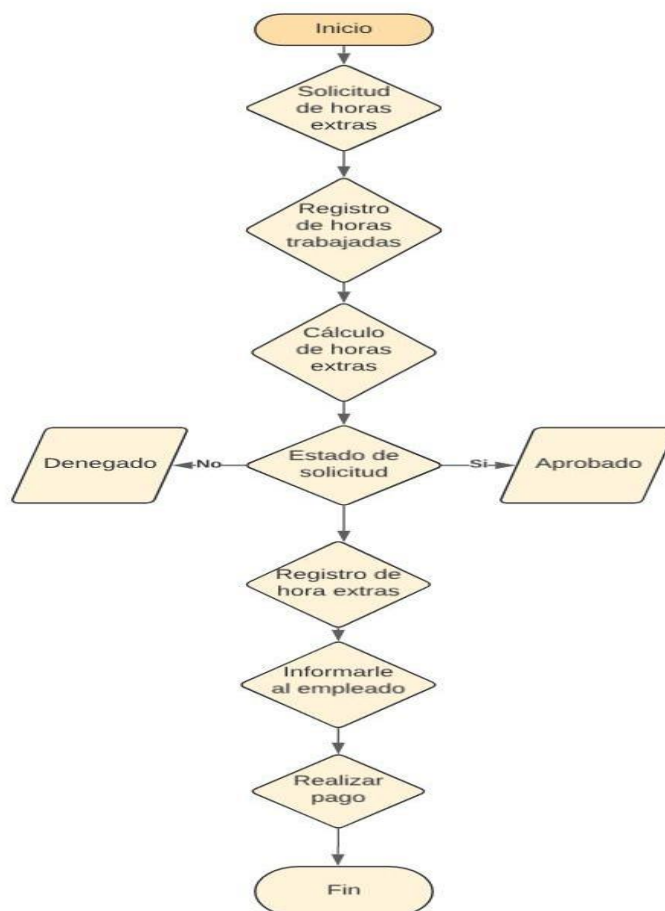 Inicio
Solicitud
de horas
extras
Registro
de horas
trabajadas
Cálculo
de horas
extras
Denegado
No
Estado de
solicitud
Si
Aprobado
Registro de
hora extras
Informarle
al empleado
Realizar
pago
Fin